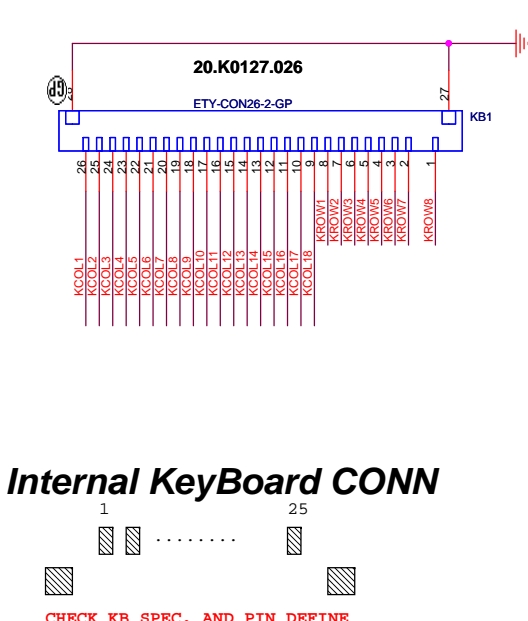 20.K0127.026
GP
28
27
ETY-CON26-2-GP
KB1
26 25 24 23 22 21 20 19 18 17 16 15 14 13 12 11 10 9 8 7 6 5 4 3 2 1
KCOL1
KCOL2
KCOL3
KCOL4
KCOL5
KCOL6
KCOL7
KCOL8
KCOL9
KCOL10
KCOL11
KCOL12
KCOL13
KCOL14
KCOL15
KCOL16
KCOL17
KCOL18
KROW1
KROW2
KROW3
KROW4
KROW5
KROW6
KROW7
KROW8
Internal KeyBoard CONN
1 25
........
CHECK KB SPEC. AND PIN DEFINE